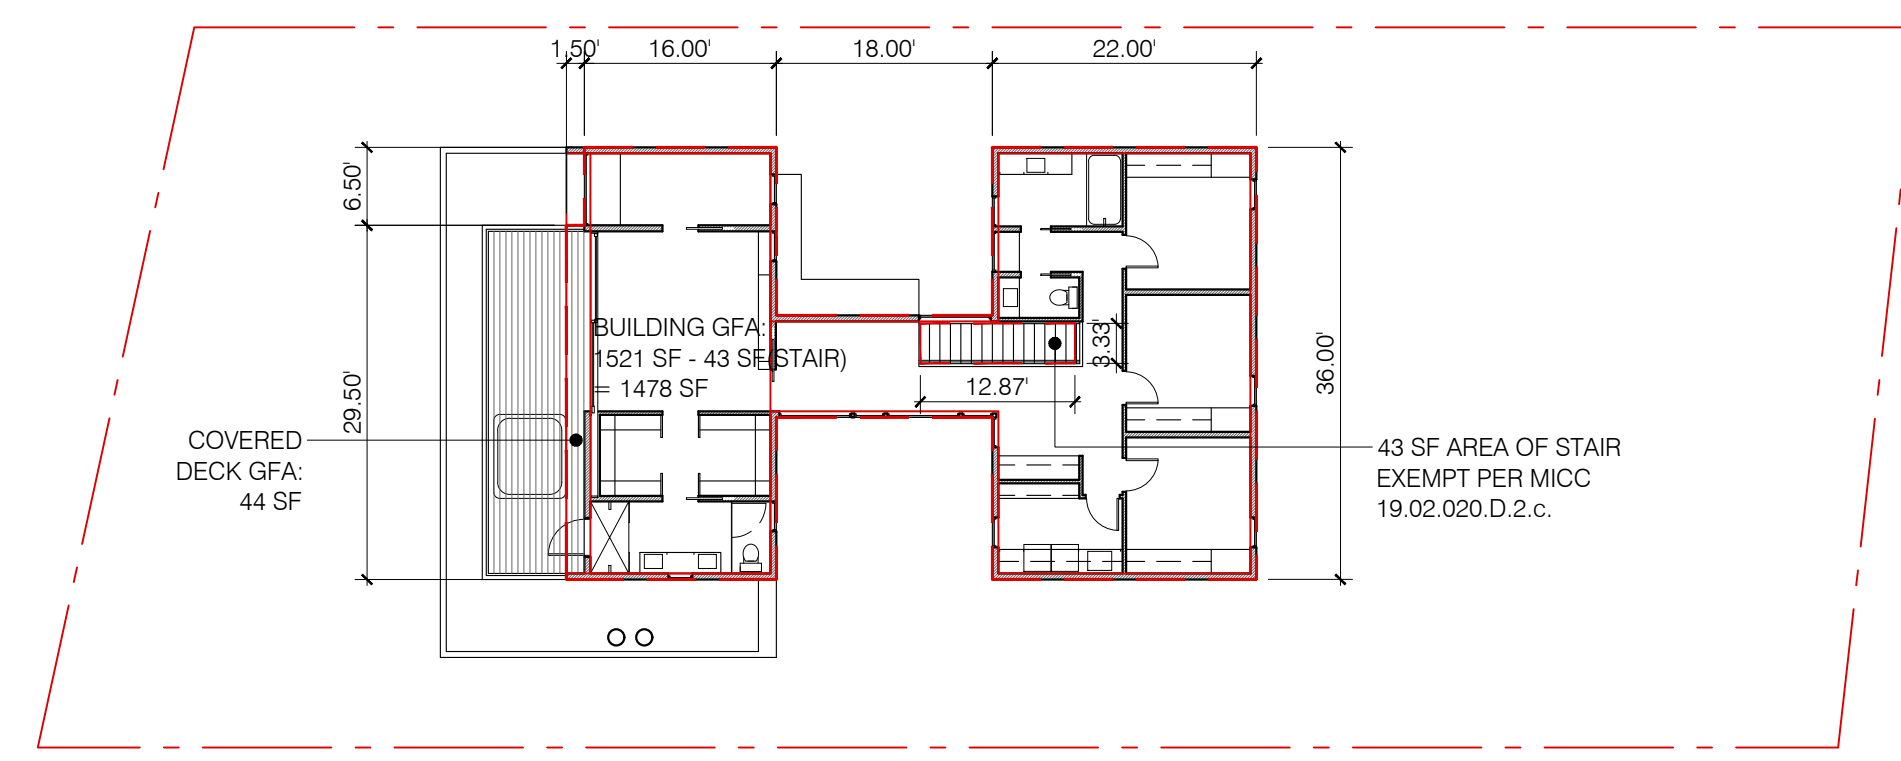 1.50'
16.00'
18.00'
22.00'
6.50'
29.50'
BUILDING GFA:
1521 SF - 43 SF(STAIR)
= 1478 SF
3.33'
12.87'
36.00'
COVERED
DECK GFA:
44 SF
43 SF AREA OF STAIR
EXEMPT PER MICC
19.02.020.D.2.c.